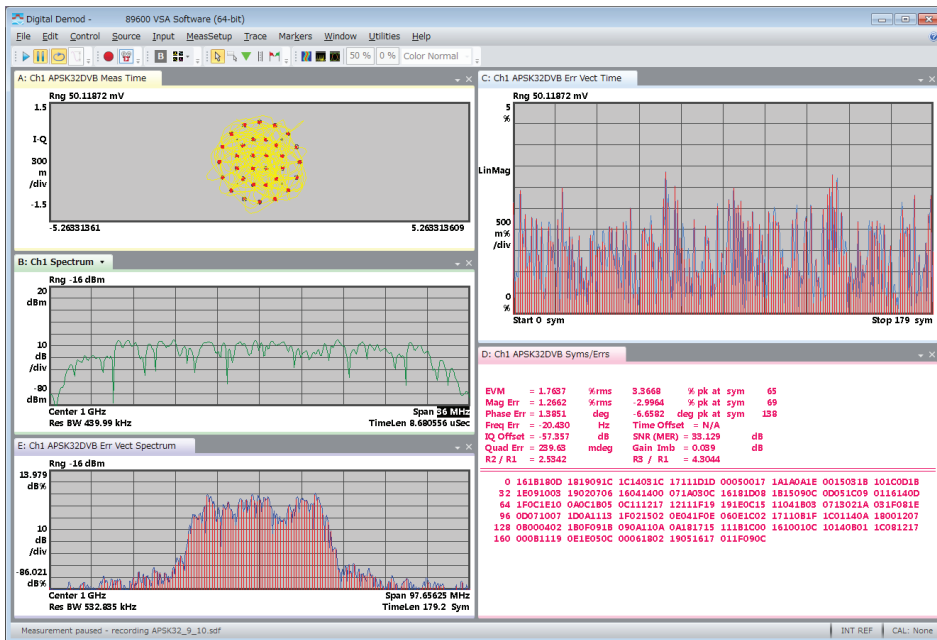 Digital Demod - 89600 VSA Software (64-bit)
File Edit Control Source Input MeasSetup Trace Markers Window Utilities Help
B 50 % 0 % Color Normal
A: Ch1 APSK32DVB Meas Time
Rng 50.11872 mV
1.5
I-Q
300
m
/div
-1.5
-5.26331361 5.263313609
B: Ch1 Spectrum
Rng -16 dBm
20
dBm
10
dB
/div
-80
dBm
Center 1 GHz Span 36 MHz
Res BW 439.99 kHz TimeLen 8.680556 uSec
E: Ch1 APSK32DVB Err Vect Spectrum
Rng -16 dBm
13.979
dB%
10
dB
/div
-86.021
dB%
Center 1 GHz Span 97.65625 MHz
Res BW 532.835 kHz TimeLen 179.2 Sym
C: Ch1 APSK32DVB Err Vect Time
Rng 50.11872 mV
5
%
LinMag
500
m%
/div
0
%
Start 0 sym Stop 179 sym
D: Ch1 APSK32DVB Syms/Errs
EVM = 1.7637 %rms 3.3668 % pk at sym 65
Mag Err = 1.2662 %rms -2.9964 % pk at sym 69
Phase Err = 1.3851 deg -6.6582 deg pk at sym 138
Freq Err = -20.430 Hz Time Offset = N/A
IQ Offset = -57.357 dB SNR (MER) = 33.129 dB
Quad Err = 239.63 mdeg Gain Imb = 0.039 dB
R2 / R1 = 2.5342 R3 / R1 = 4.3044
0 161B180D 1819091C 1C14031C 17111D1D 00050017 1A1A0A1E 0015031B 101C0D1B
32 1E091003 19020706 16041400 071A030C 16181D08 1B15090C 0D051C09 0116140D
64 1F0C1E10 0A0C1B05 0C111217 12111F19 191E0C15 11041B03 0713021A 031F081E
96 0D071007 1D0A1113 1F021502 0E041F0E 060E1C02 17110B1F 1C01140A 18001207
128 0B000402 1B0F091B 090A110A 0A181715 111B1C00 1610010C 10140B01 1C081217
160 000B1119 0E1E050C 00061802 19051617 011F090C
Measurement paused - recording APSK32_9_10.sdf INT REF CAL: None